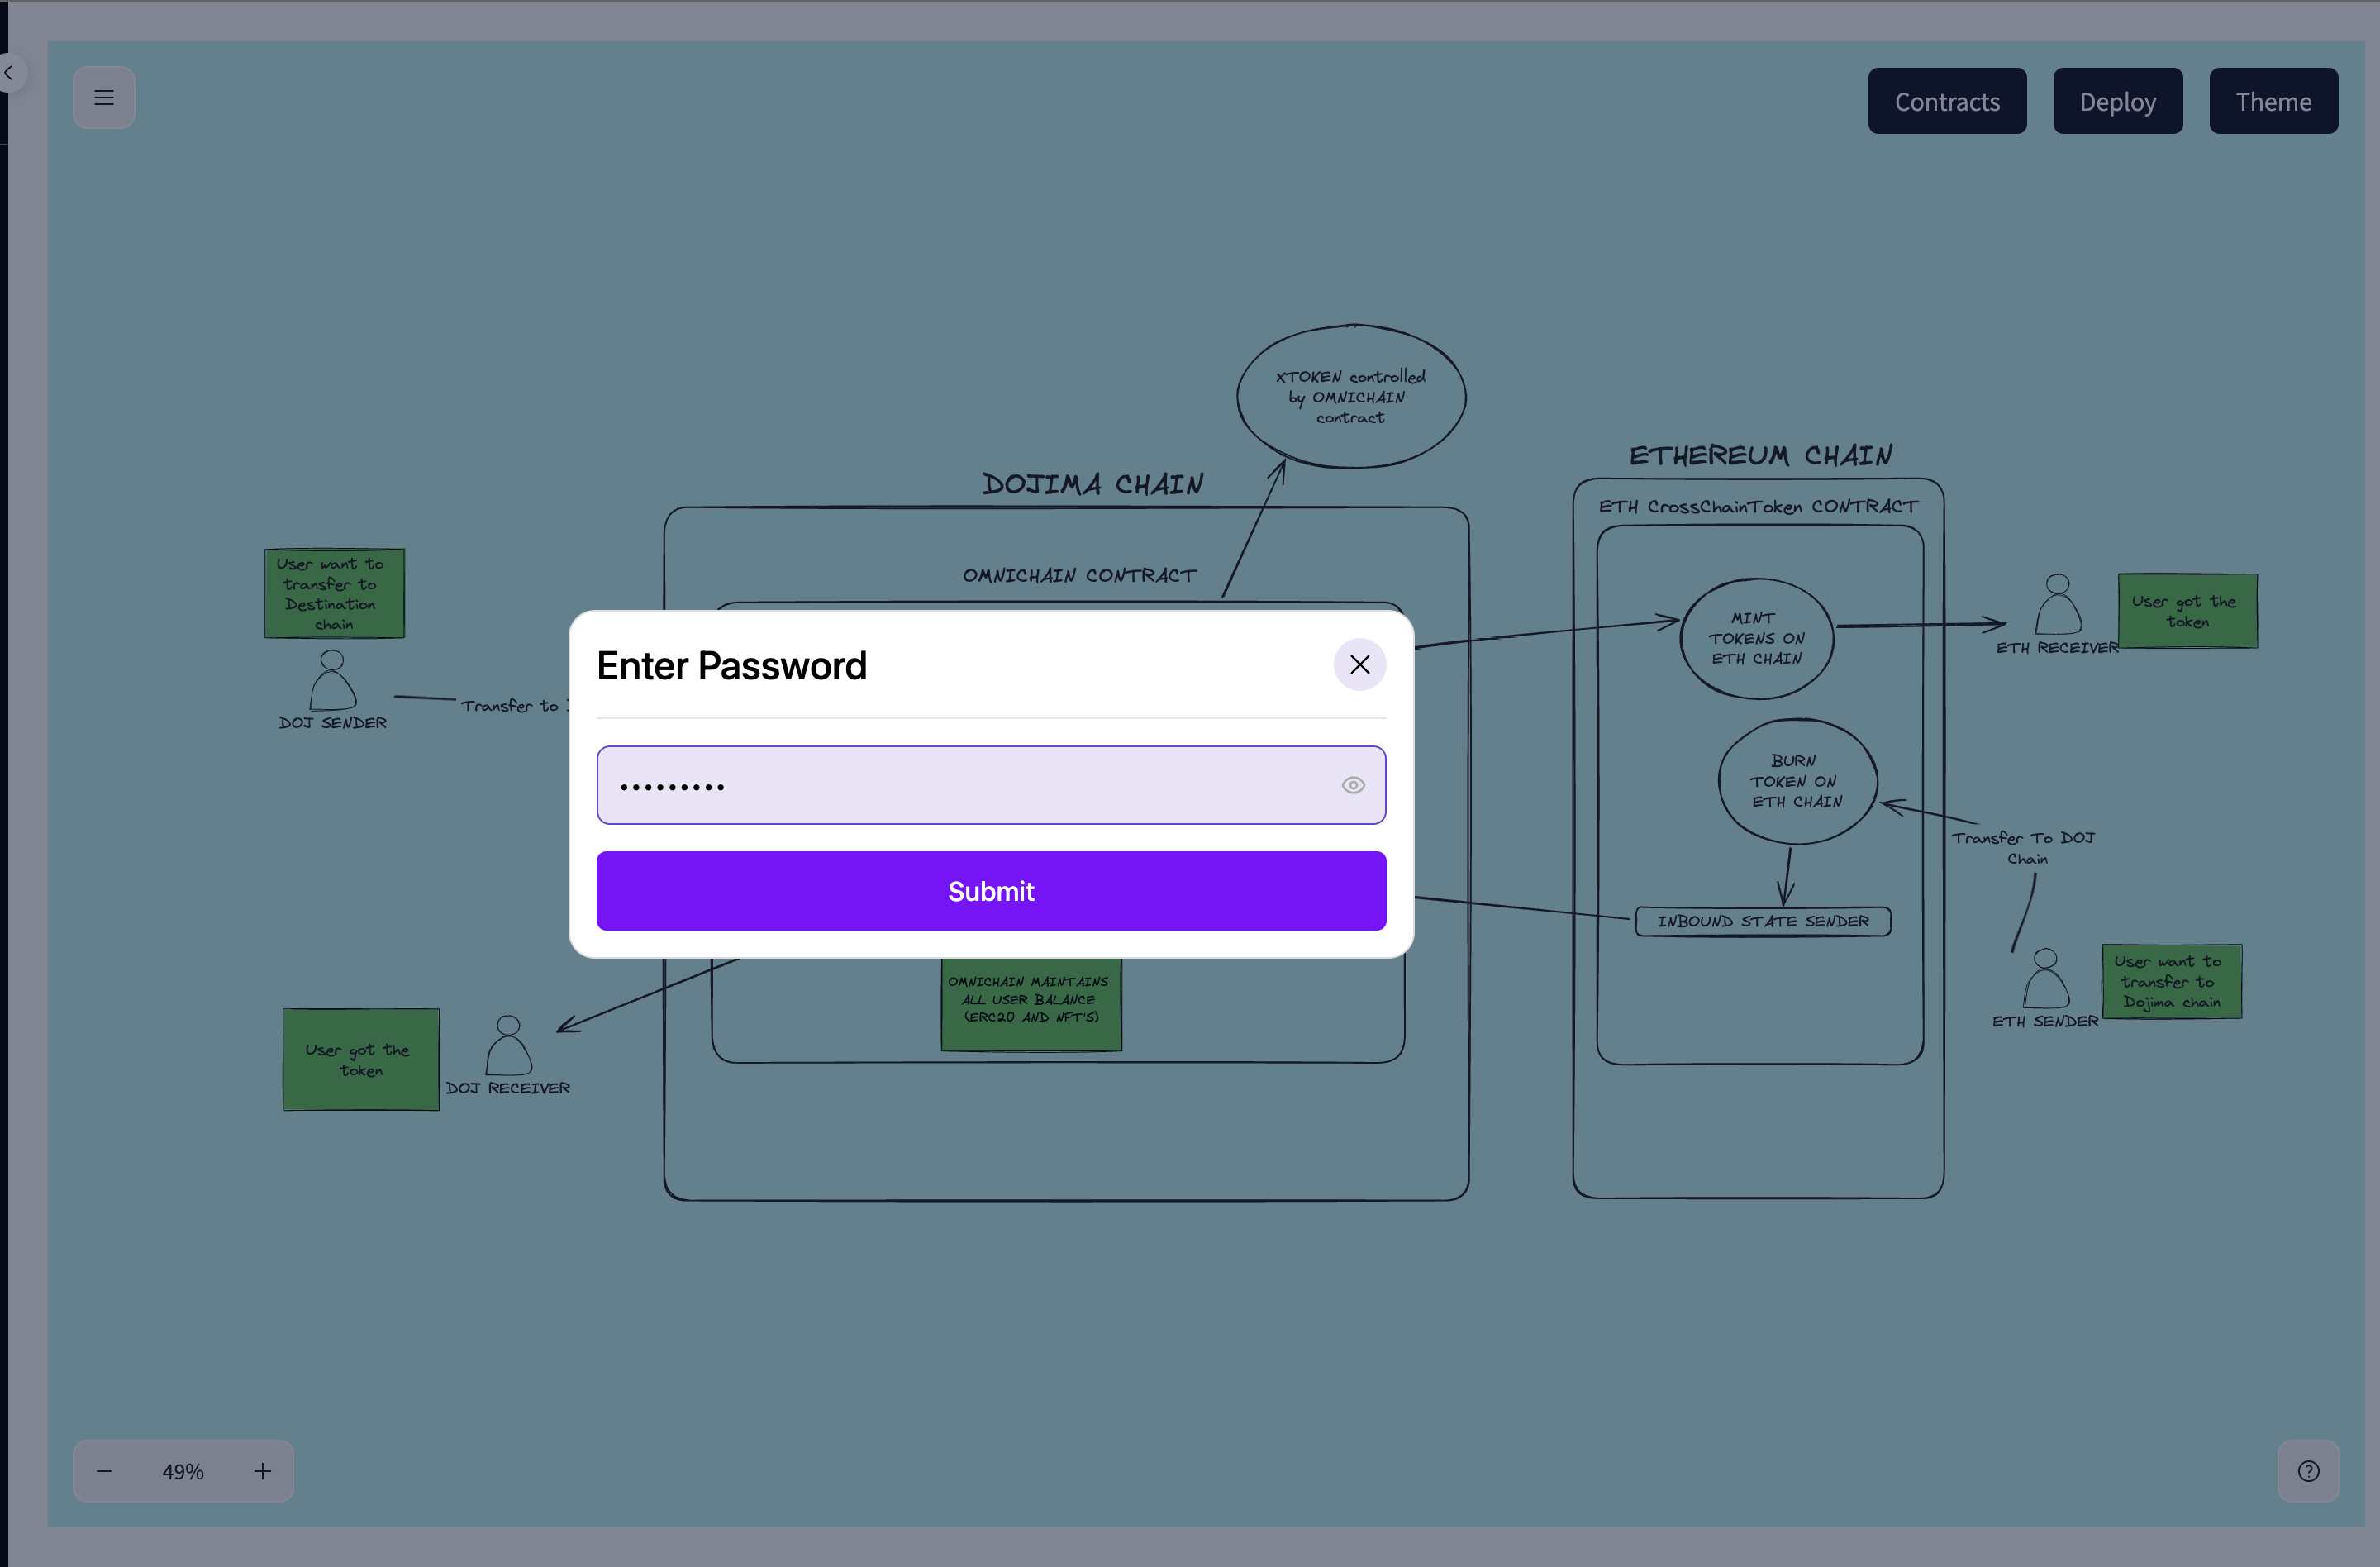 Contracts
Deploy
Theme
XTOKEN controlled
by OMNICHAIN
contract
DOJIMA CHAIN
ETHEREUM CHAIN
ETH CrossChainToken CONTRACT
OMNICHAIN CONTRACT
User want to
transfer to
Destination
chain
DOJ SENDER
Transfer to
Enter Password
•••••••••
Submit
MINT
TOKENS ON
ETH CHAIN
ETH RECEIVER
User got the
token
BURN
TOKEN ON
ETH CHAIN
Transfer To DOJ
Chain
INBOUND STATE SENDER
OMNICHAIN MAINTAINS
ALL USER BALANCE
(ERC20 AND NFT'S)
ETH SENDER
User want to
transfer to
Dojima chain
User got the
token
DOJ RECEIVER
49%